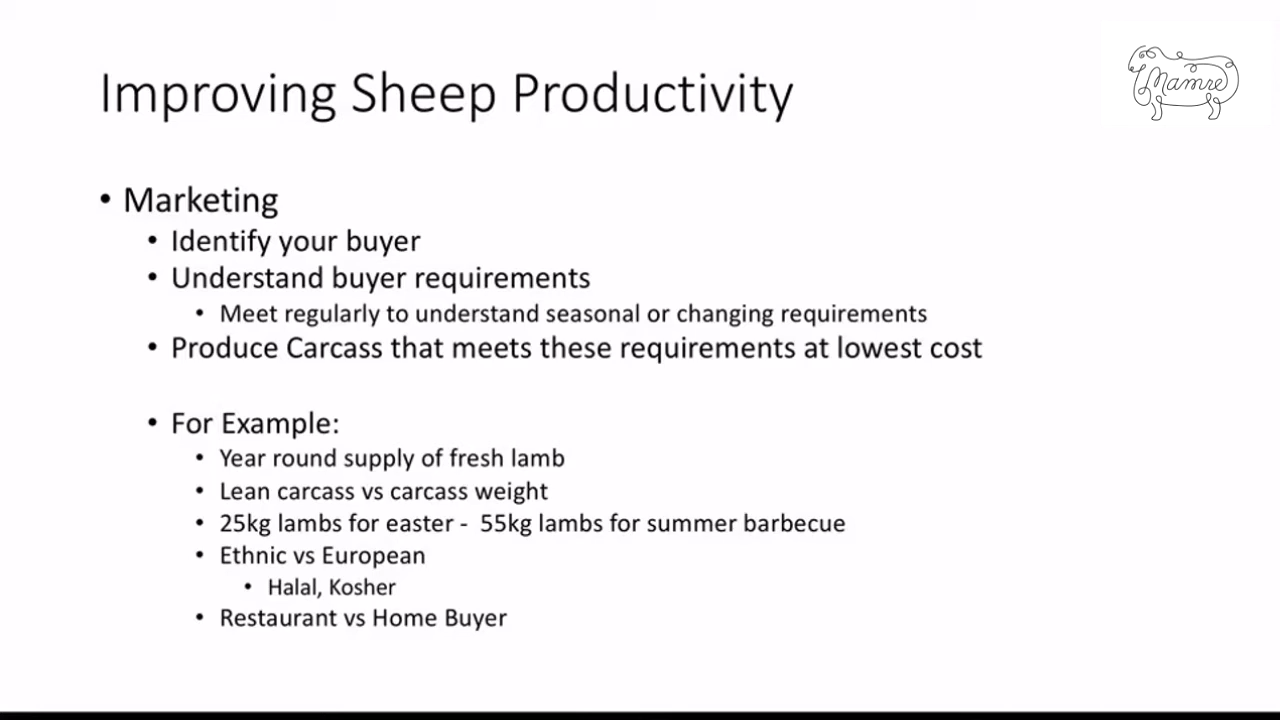 Mamre
Improving Sheep Productivity
• Marketing
• Identify your buyer
• Understand buyer requirements
• Meet regularly to understand seasonal or changing requirements
• Produce Carcass that meets these requirements at lowest cost
• For Example:
• Year round supply of fresh lamb
• Lean carcass vs carcass weight
• 25kg lambs for easter -  55kg lambs for summer barbecue
• Ethnic vs European
• Halal, Kosher
• Restaurant vs Home Buyer